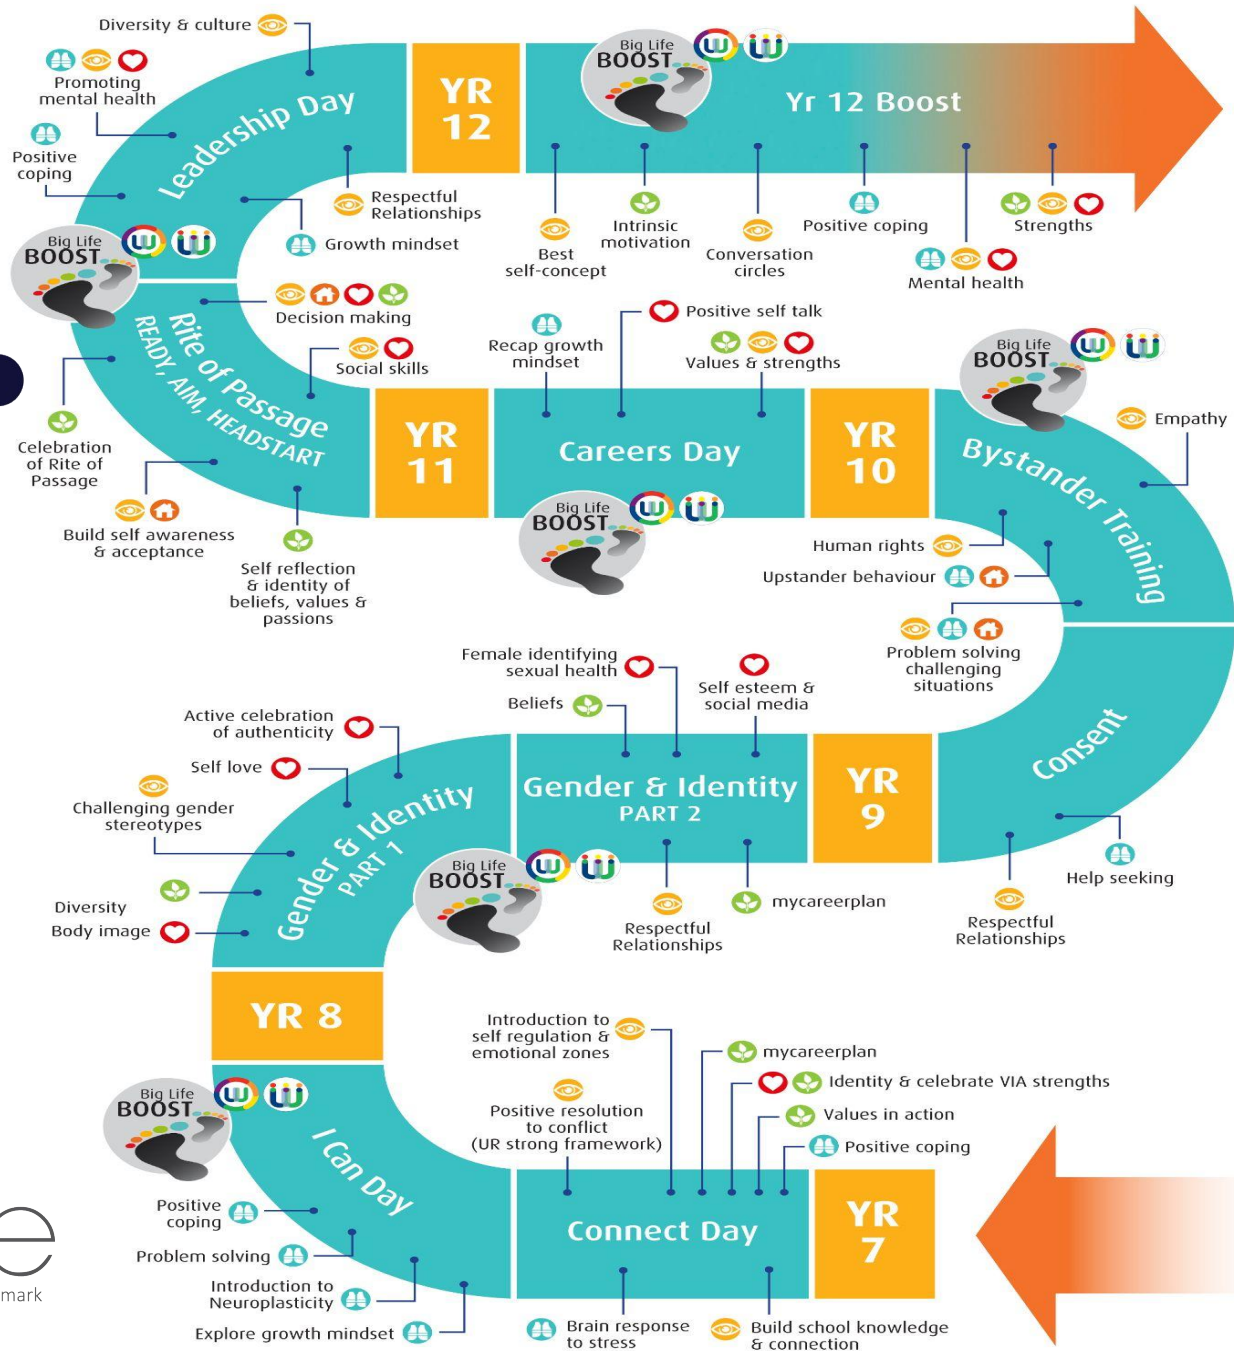 Diversity & culture
Promoting
mental health
Positive
coping
Leadership Day
YR
12
Big Life
BOOST
Yr 12 Boost
Respectful
Relationships
Growth mindset
Best
self-concept
Intrinsic
motivation
Conversation
circles
Positive coping
Mental health
Strengths
Big Life
BOOST
Decision making
Social skills
Rite of Passage
READY, AIM, HEADSTART
Celebration
of Rite of
Passage
Build self awareness
& acceptance
Self reflection
& identity of
beliefs, values &
passions
YR
11
Recap growth
mindset
Positive self talk
Values & strengths
Careers Day
Big Life
BOOST
YR
10
Big Life
BOOST
Bystander Training
Empathy
Human rights
Upstander behaviour
Problem solving
challenging
situations
Consent
Help seeking
Respectful
Relationships
YR
9
Female identifying
sexual health
Beliefs
Self esteem &
social media
Gender & Identity
PART 2
Respectful
Relationships
mycareerplan
Big Life
BOOST
Active celebration
of authenticity
Self love
Challenging gender
stereotypes
Diversity
Body image
Gender & Identity
PART 1
YR 8
Big Life
BOOST
I Can Day
Positive
coping
Problem solving
Introduction to
Neuroplasticity
Explore growth mindset
Introduction to
self regulation &
emotional zones
Positive resolution
to conflict
(UR strong framework)
mycareerplan
Identity & celebrate VIA strengths
Values in action
Positive coping
Connect Day
YR
7
Brain response
to stress
Build school knowledge
& connection
e
mark